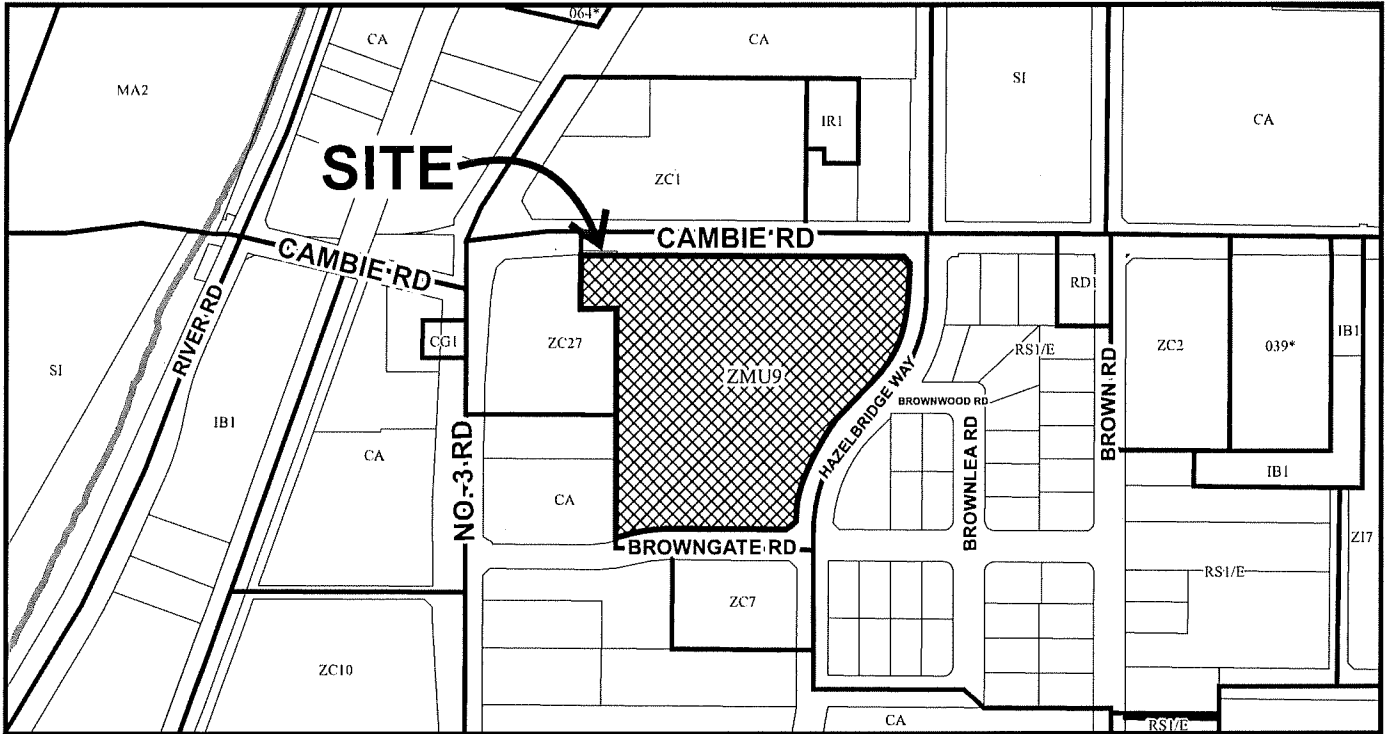 064*
CA
CA
MA2
SI
CA
IR1
SITE
ZC1
CAMBIE RD
CAMBIE RD
RD1
RIVER RD
CG1
ZC27
ZMU9
HAZELBRIDGE WAY
RS1/E
BROWN RD
ZC2
039*
IB1
SI
IB1
BROWNWOOD RD
BROWNLEA RD
NO. 3 RD
CA
CA
IB1
BROWNGATE RD
ZI7
RS1/E
ZC7
ZC10
CA
RS1/E